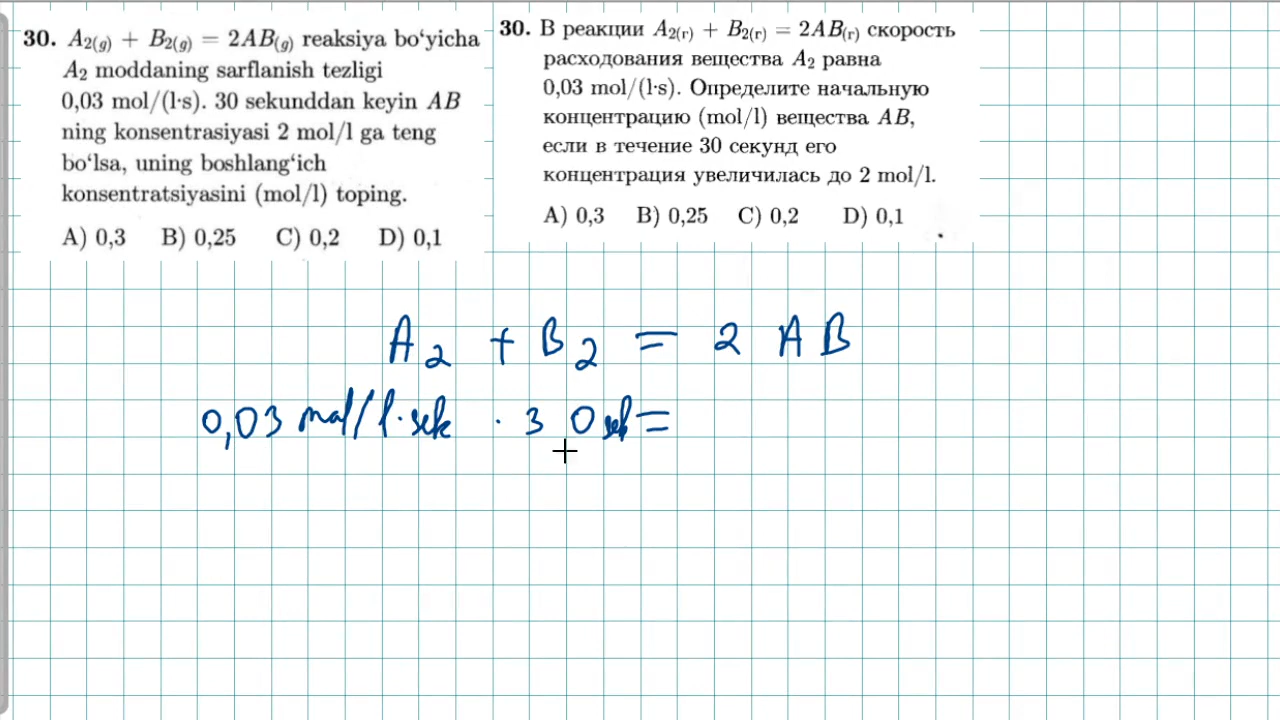 30. A₂(g) + B₂(g) = 2AB(g) reaksiya bo‘yicha
A₂ moddaning sarflanish tezligi
0,03 mol/(l·s). 30 sekunddan keyin AB
ning konsentrasiyasi 2 mol/l ga teng
bo‘lsa, uning boshlang‘ich
konsentratsiyasini (mol/l) toping.
A) 0,3 B) 0,25 C) 0,2 D) 0,1
30. В реакции A₂(г) + B₂(г) = 2AB(г) скорость
расходования вещества A₂ равна
0,03 mol/(l·s). Определите начальную
концентрацию (mol/l) вещества AB,
если в течение 30 секунд его
концентрация увеличилась до 2 mol/l.
A) 0,3 B) 0,25 C) 0,2 D) 0,1
A₂ + B₂ = 2 AB
0,03 mol/l·sek · 30 sek =